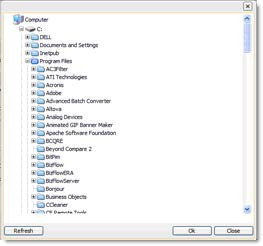 Computer
C:
DELL
Documents and Settings
Inetpub
Program Files
ACIFilter
ATI Technologies
Acronis
Adobe
Advanced Batch Converter
Altova
Analog Devices
Animated GIF Banner Maker
Apache Software Foundation
BCQRE
Beyond Compare 2
BitPim
BizFlow
BizFlowERA
BizFlowServer
Bonjour
Business Objects
CCleaner
CE Remote Tools
Refresh
Ok
Close